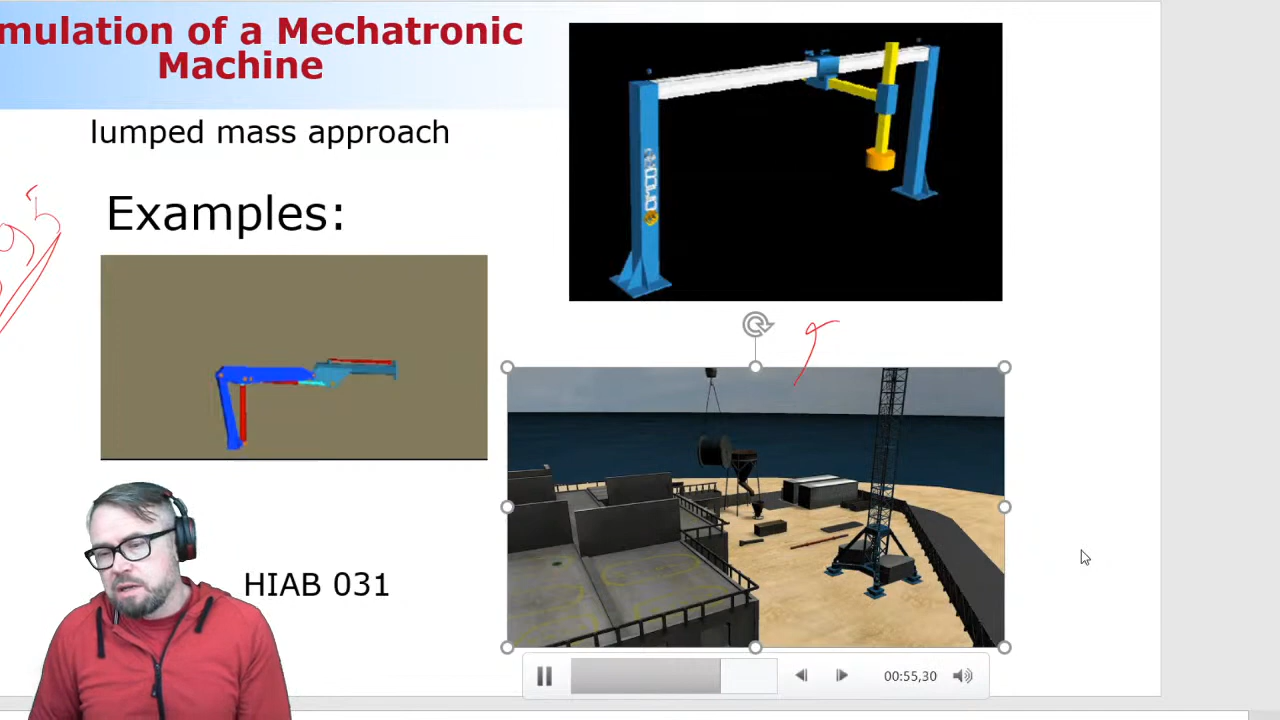 mulation of a Mechatronic
Machine
lumped mass approach
Examples:
HIAB 031
00:55,30